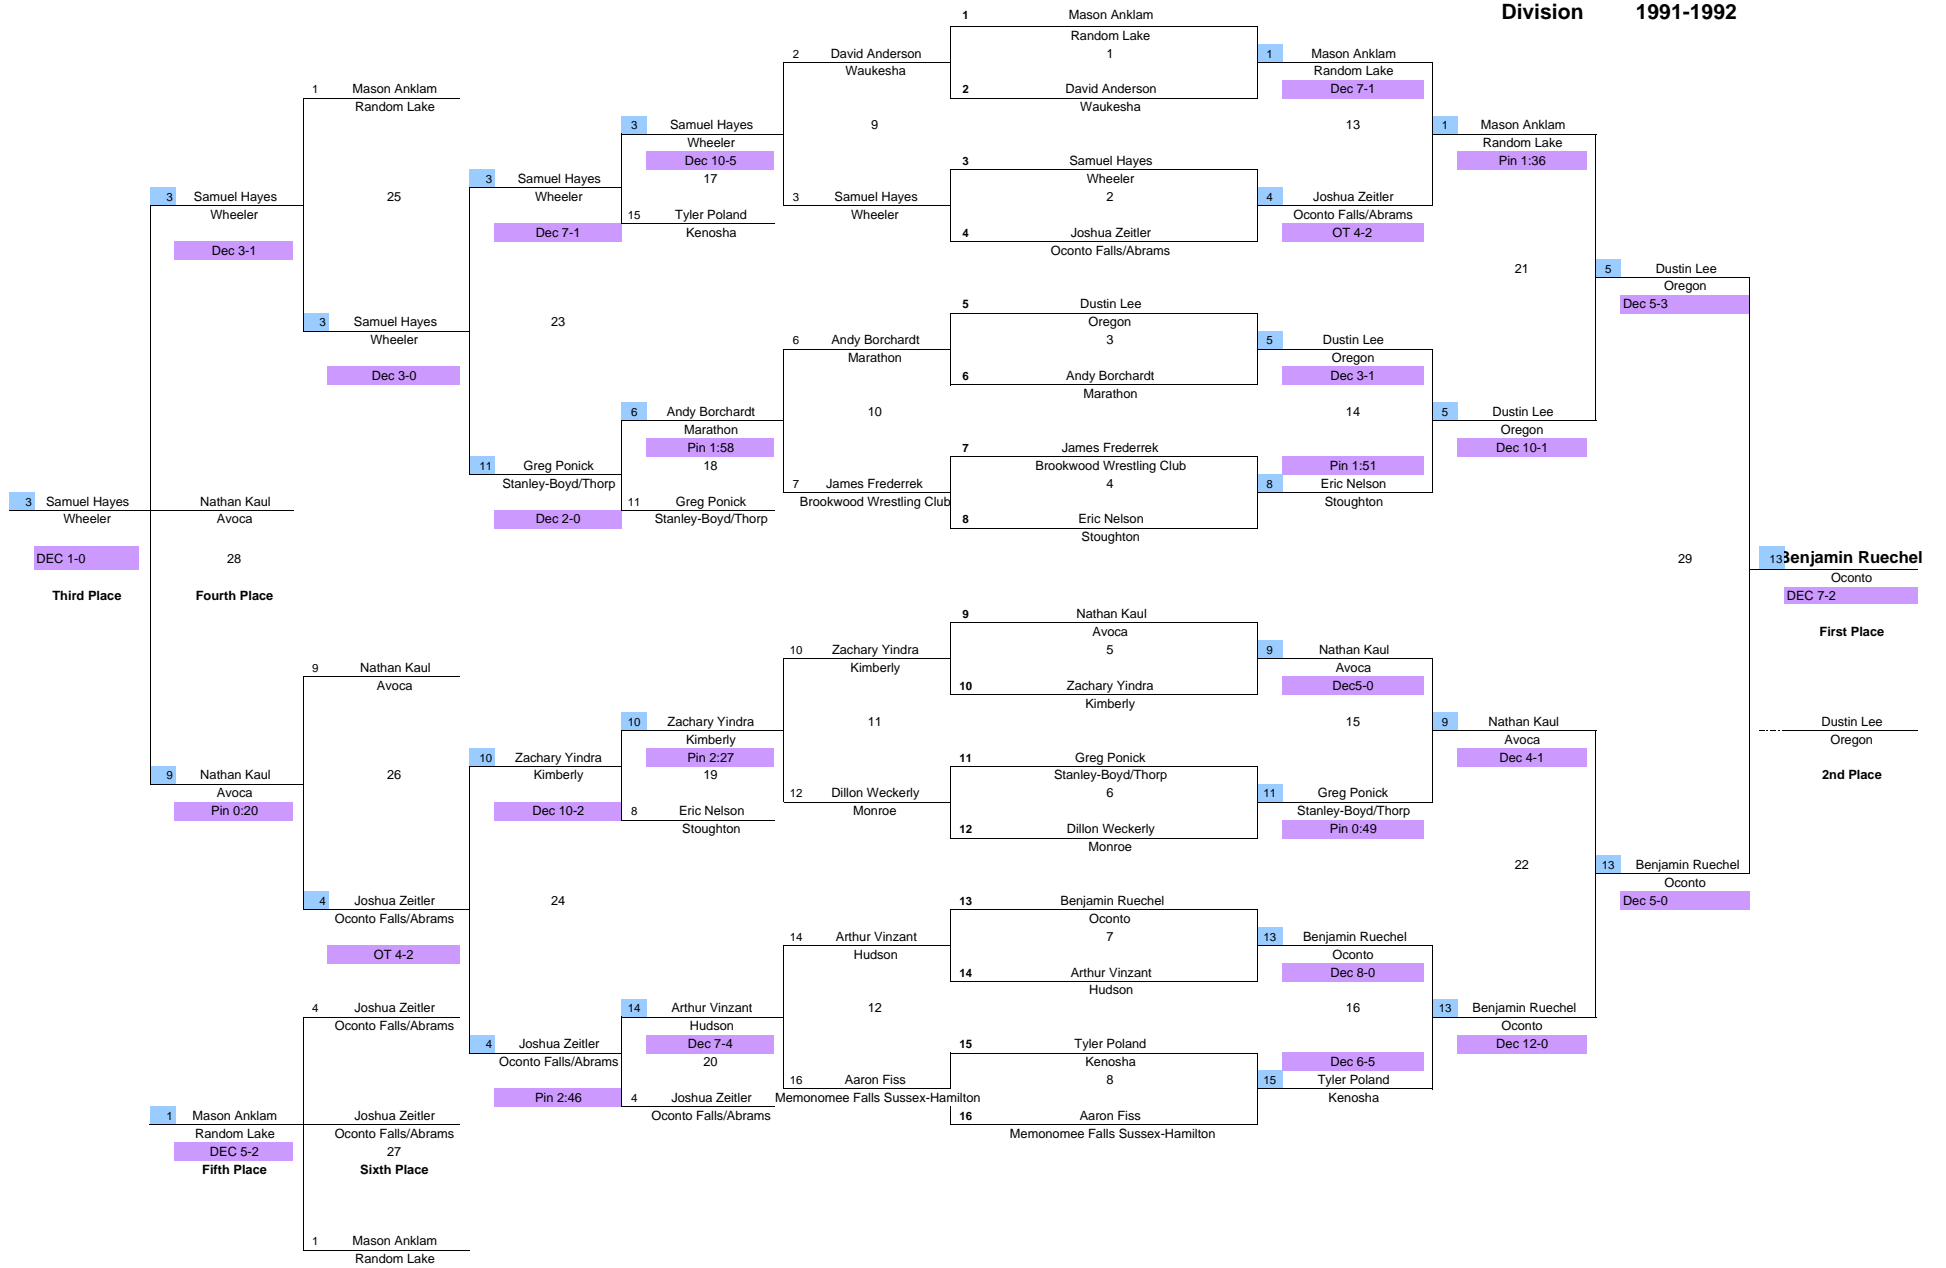 Division 1991-1992
1 Mason Anklam
Random Lake
1
2 David Anderson
Waukesha
3 Samuel Hayes
Wheeler
2
4 Joshua Zeitler
Oconto Falls/Abrams
5 Dustin Lee
Oregon
3
6 Andy Borchardt
Marathon
7 James Frederrek
Brookwood Wrestling Club
4
8 Eric Nelson
Stoughton
9 Nathan Kaul
Avoca
5
10 Zachary Yindra
Kimberly
11 Greg Ponick
Stanley-Boyd/Thorp
6
12 Dillon Weckerly
Monroe
13 Benjamin Ruechel
Oconto
7
14 Arthur Vinzant
Hudson
15 Tyler Poland
Kenosha
8
16 Aaron Fiss
Memonomee Falls Sussex-Hamilton
1 Mason Anklam
Random Lake
Dec 7-1
13
4 Joshua Zeitler
Oconto Falls/Abrams
OT 4-2
5 Dustin Lee
Oregon
Dec 3-1
14
Pin 1:51
8 Eric Nelson
Stoughton
9 Nathan Kaul
Avoca
Dec5-0
15
11 Greg Ponick
Stanley-Boyd/Thorp
Pin 0:49
13 Benjamin Ruechel
Oconto
Dec 8-0
16
Dec 6-5
15 Tyler Poland
Kenosha
1 Mason Anklam
Random Lake
Pin 1:36
21
5 Dustin Lee
Oregon
Dec 10-1
9 Nathan Kaul
Avoca
Dec 4-1
22
13 Benjamin Ruechel
Oconto
Dec 12-0
5 Dustin Lee
Oregon
Dec 5-3
29
13 Benjamin Ruechel
Oconto
Dec 5-0
13 Benjamin Ruechel
Oconto
DEC 7-2
First Place
Dustin Lee
Oregon
2nd Place
2 David Anderson
Waukesha
9
3 Samuel Hayes
Wheeler
6 Andy Borchardt
Marathon
10
7 James Frederrek
Brookwood Wrestling Club
10 Zachary Yindra
Kimberly
11
12 Dillon Weckerly
Monroe
14 Arthur Vinzant
Hudson
12
16 Aaron Fiss
Memonomee Falls Sussex-Hamilton
3 Samuel Hayes
Wheeler
Dec 10-5
17
15 Tyler Poland
Kenosha
6 Andy Borchardt
Marathon
Pin 1:58
18
11 Greg Ponick
Stanley-Boyd/Thorp
10 Zachary Yindra
Kimberly
Pin 2:27
19
8 Eric Nelson
Stoughton
14 Arthur Vinzant
Hudson
Dec 7-4
20
4 Joshua Zeitler
Oconto Falls/Abrams
3 Samuel Hayes
Wheeler
Dec 7-1
23
11 Greg Ponick
Stanley-Boyd/Thorp
Dec 2-0
10 Zachary Yindra
Kimberly
Dec 10-2
24
4 Joshua Zeitler
Oconto Falls/Abrams
Pin 2:46
1 Mason Anklam
Random Lake
25
3 Samuel Hayes
Wheeler
Dec 3-0
9 Nathan Kaul
Avoca
26
4 Joshua Zeitler
Oconto Falls/Abrams
OT 4-2
3 Samuel Hayes
Wheeler
Dec 3-1
Nathan Kaul
Avoca
28
Fourth Place
9 Nathan Kaul
Avoca
Pin 0:20
3 Samuel Hayes
Wheeler
DEC 1-0
Third Place
4 Joshua Zeitler
Oconto Falls/Abrams
Joshua Zeitler
Oconto Falls/Abrams
27
Sixth Place
1 Mason Anklam
Random Lake
1 Mason Anklam
Random Lake
DEC 5-2
Fifth Place